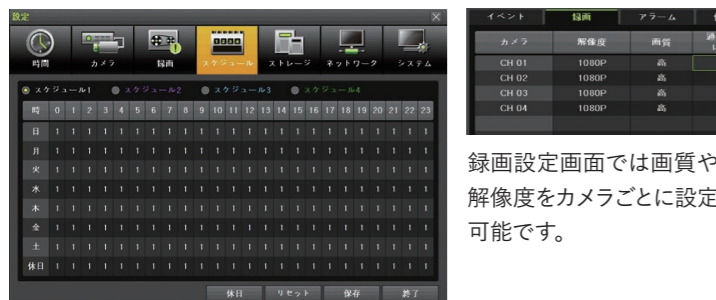 設定
時間 カメラ 録画 スケジュール ストレージ ネットワーク システム
スケジュール1 スケジュール2 スケジュール3 スケジュール4
時 0 1 2 3 4 5 6 7 8 9 10 11 12 13 14 15 16 17 18 19 20 21 22 23
日 1 1 1 1 1 1 1 1 1 1 1 1 1 1 1 1 1 1 1 1 1 1 1 1
月 1 1 1 1 1 1 1 1 1 1 1 1 1 1 1 1 1 1 1 1 1 1 1 1
火 1 1 1 1 1 1 1 1 1 1 1 1 1 1 1 1 1 1 1 1 1 1 1 1
水 1 1 1 1 1 1 1 1 1 1 1 1 1 1 1 1 1 1 1 1 1 1 1 1
木 1 1 1 1 1 1 1 1 1 1 1 1 1 1 1 1 1 1 1 1 1 1 1 1
金 1 1 1 1 1 1 1 1 1 1 1 1 1 1 1 1 1 1 1 1 1 1 1 1
土 1 1 1 1 1 1 1 1 1 1 1 1 1 1 1 1 1 1 1 1 1 1 1 1
休日 1 1 1 1 1 1 1 1 1 1 1 1 1 1 1 1 1 1 1 1 1 1 1 1
休日 リセット 保存 終了
イベント 録画 アラーム
カメラ 解像度 画質
CH 01 1080P 高
CH 02 1080P 高
CH 03 1080P 高
CH 04 1080P 高
録画設定画面では画質や
解像度をカメラごとに設定
可能です。